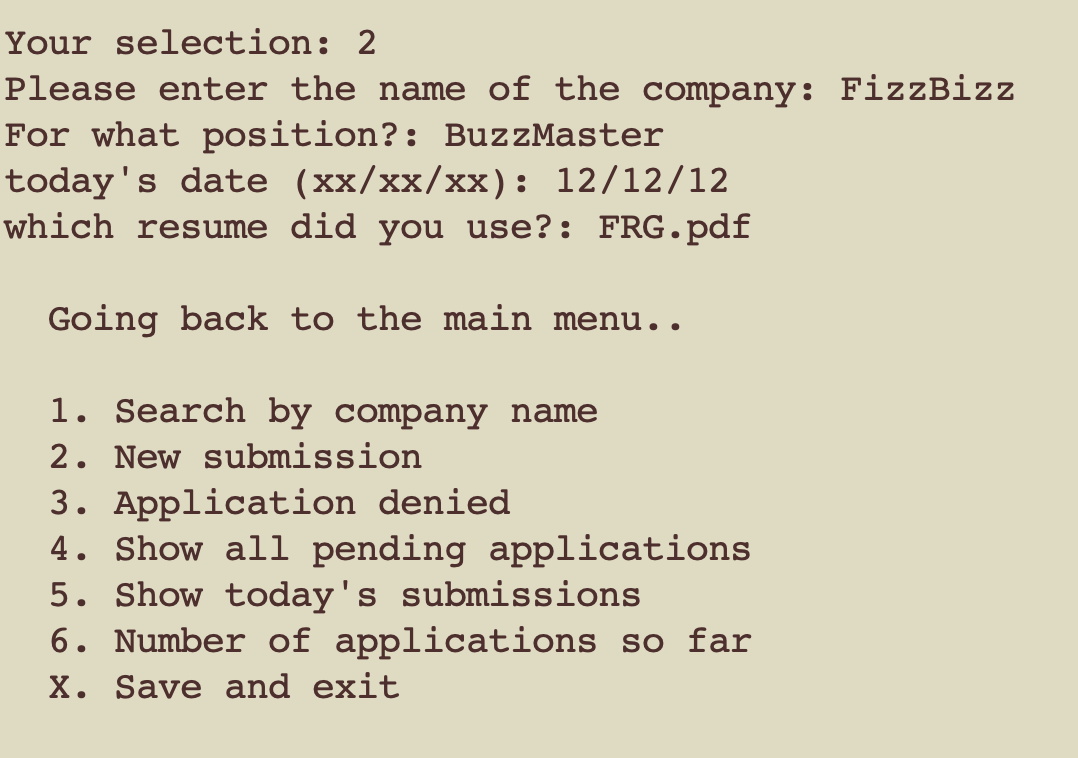 Your selection: 2
Please enter the name of the company: FizzBizz
For what position?: BuzzMaster
today's date (xx/xx/xx): 12/12/12
which resume did you use?: FRG.pdf
Going back to the main menu..
1. Search by company name
2. New submission
3. Application denied
4. Show all pending applications
5. Show today's submissions
6. Number of applications so far
X. Save and exit